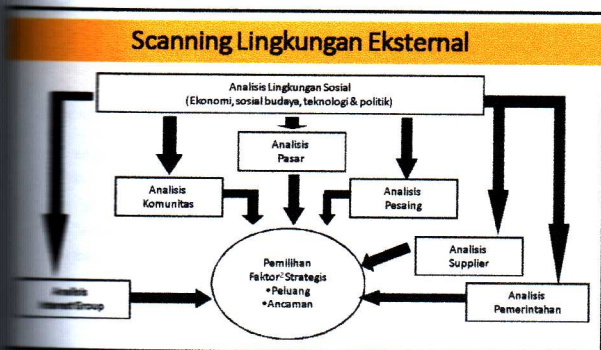 Scanning Lingkungan Eksternal
Analisis Lingkungan Sosial
(Ekonomi, sosial budaya, teknologi & politik)
Analisis
Pasar
Analisis
Komunitas
Analisis
Pesaing
Pemilihan
Faktor² Strategis
•Peluang
•Ancaman
Analisis
Supplier
Analisis
Group
Analisis
Pemerintahan